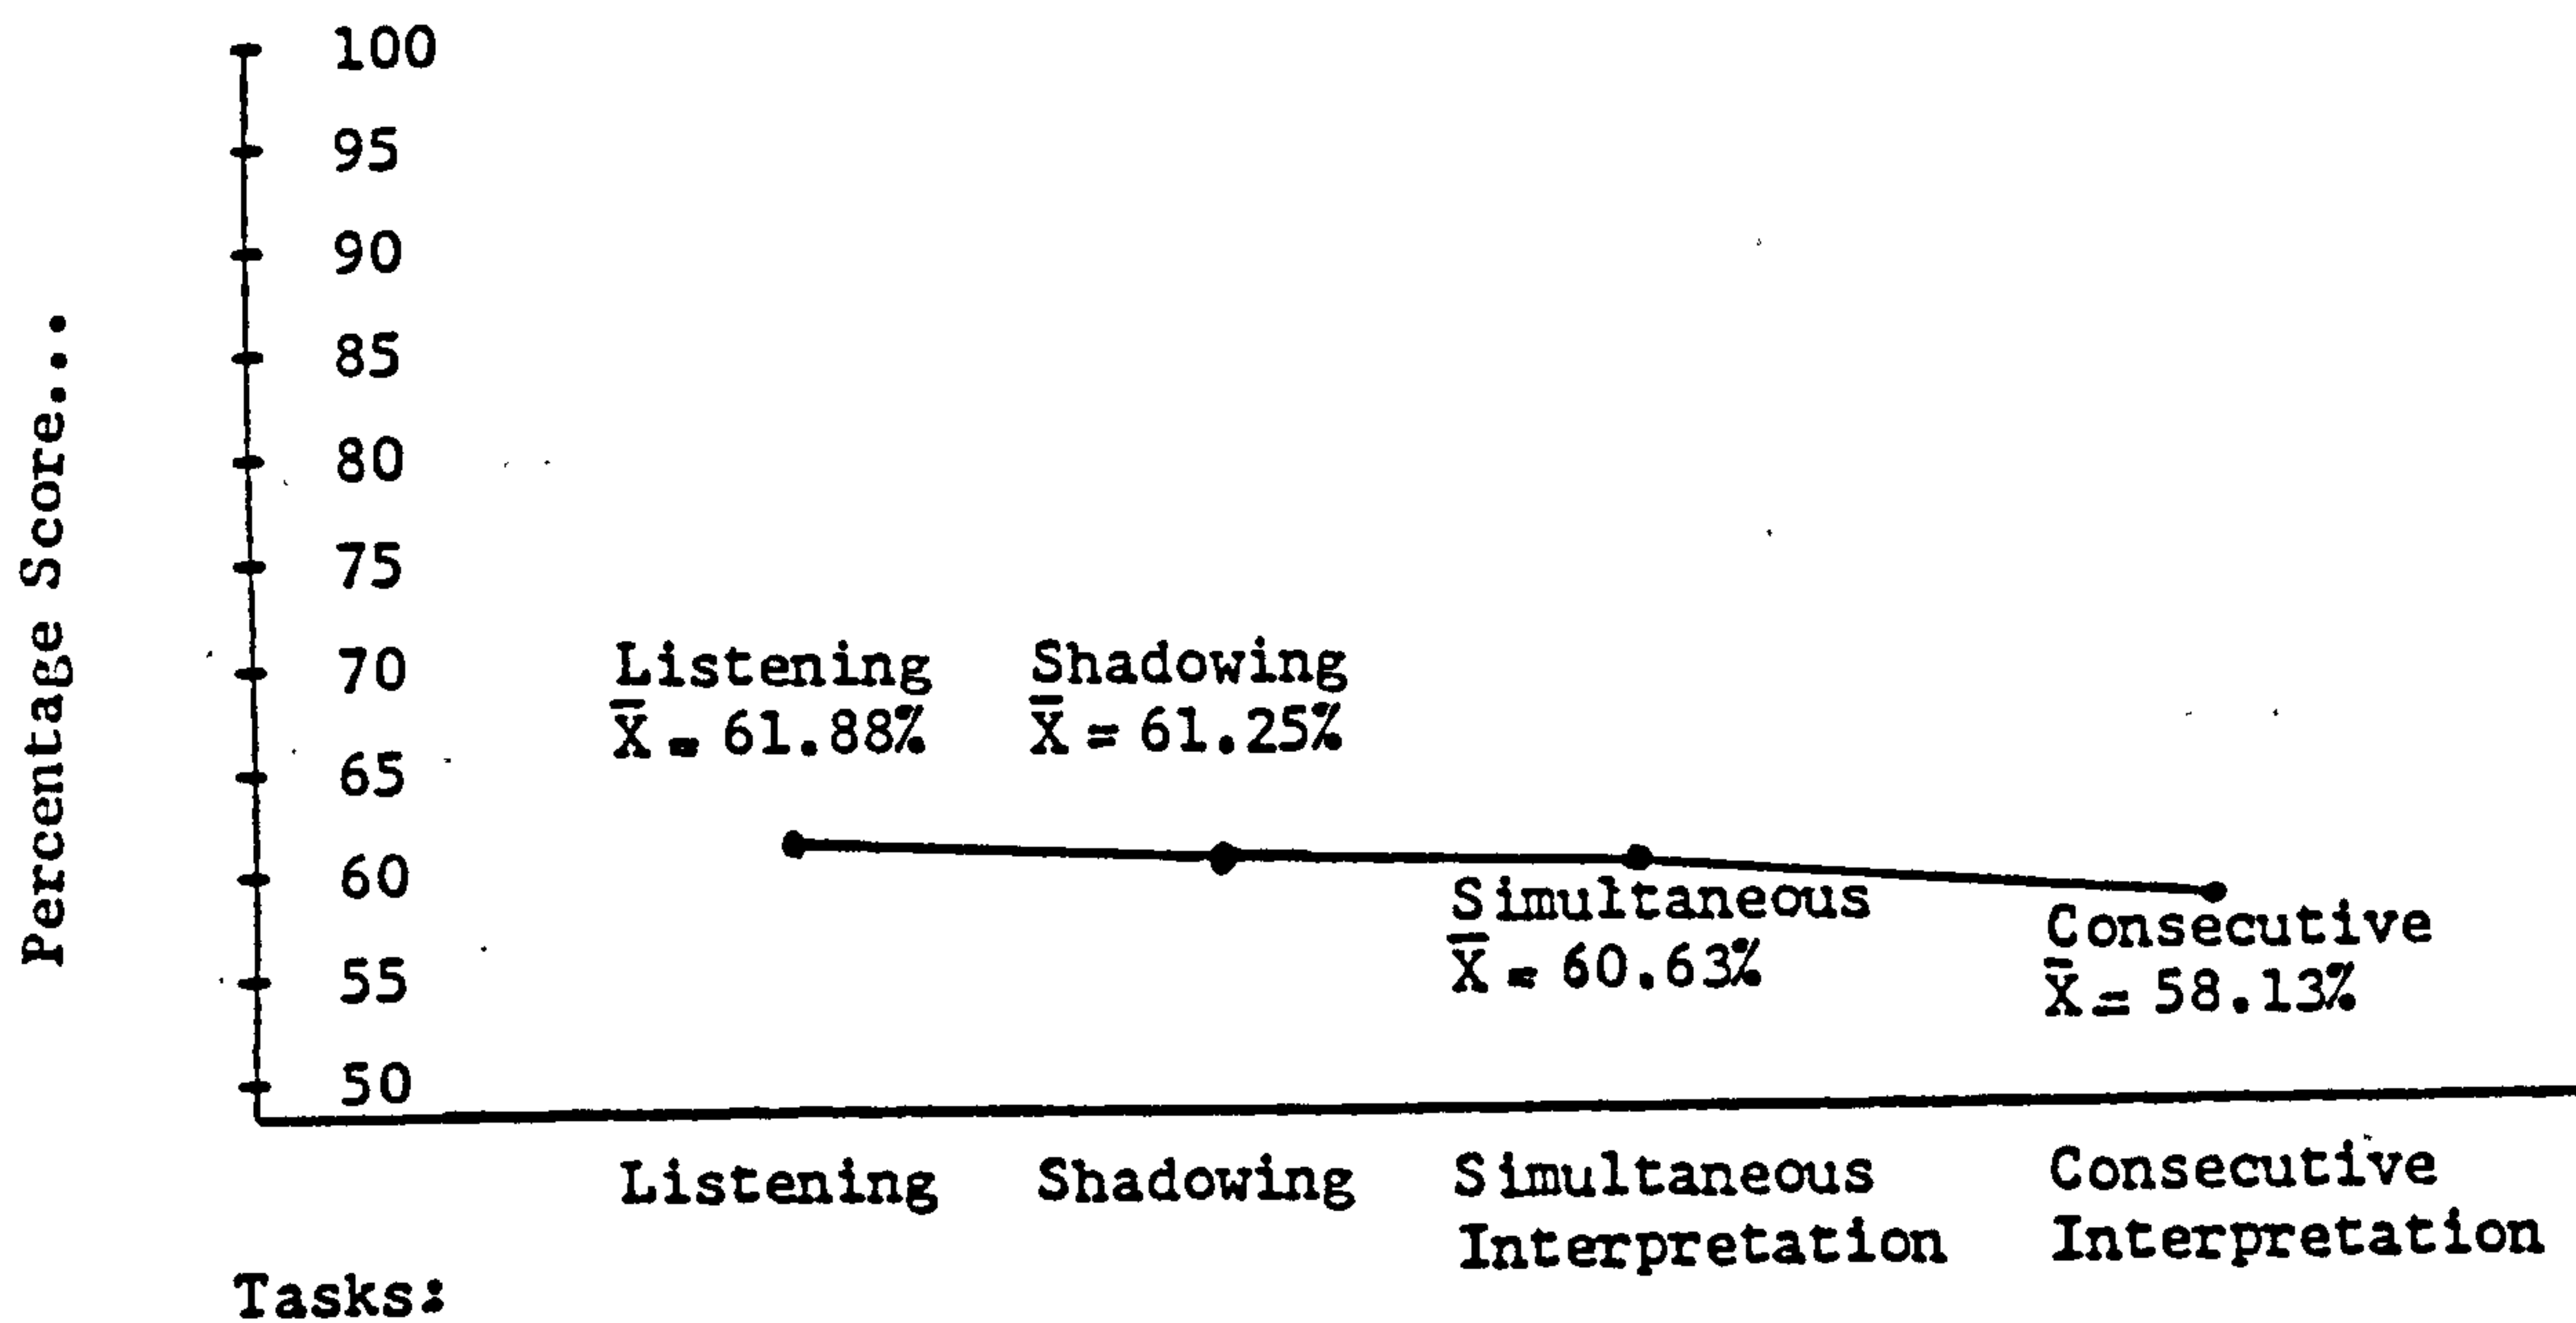 Percentage Score...
100
95
90
85
80
75
70
65
60
55
50
Listening
X̄ = 61.88%
Shadowing
X̄ = 61.25%
Simultaneous
X̄ = 60.63%
Consecutive
X̄ = 58.13%
Listening
Shadowing
Simultaneous
Interpretation
Consecutive
Interpretation
Tasks: